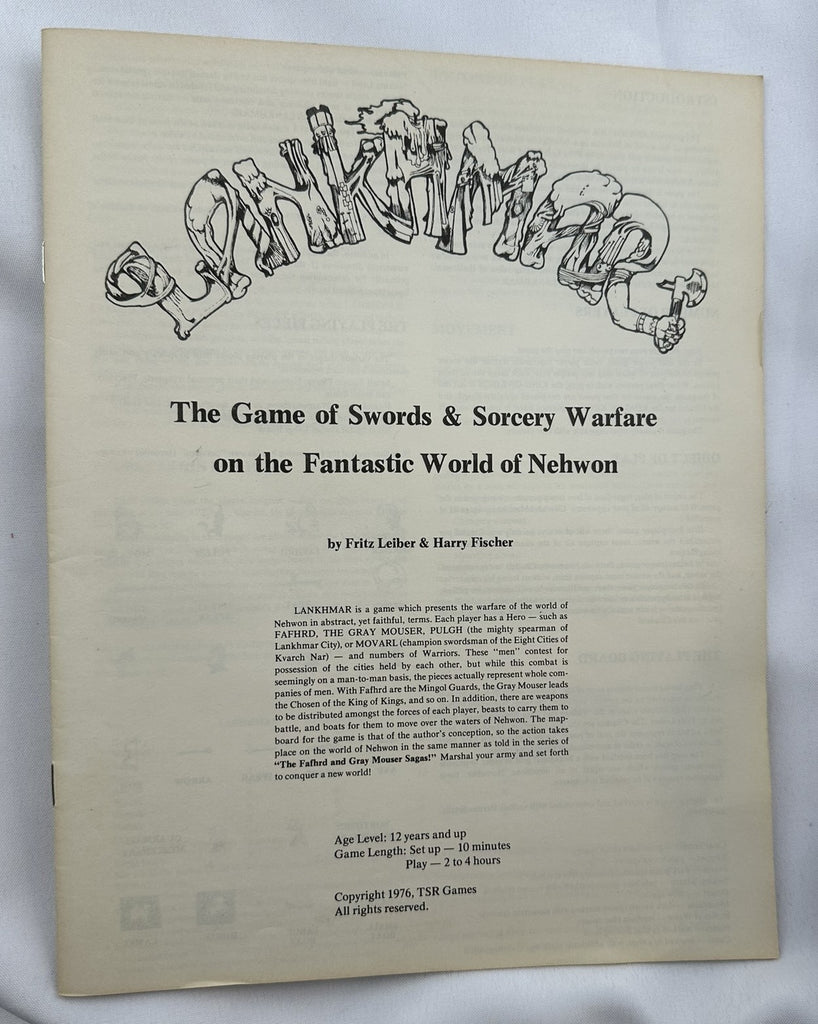 LANKHMAR
The Game of Swords & Sorcery Warfare
on the Fantastic World of Nehwon
by Fritz Leiber & Harry Fischer
LANKHMAR is a game which presents the warfare of the world of
Nehwon in abstract, yet faithful, terms. Each player has a Hero — such as
FAFHRD, THE GRAY MOUSER, PULGH (the mighty spearman of
Lankhmar City), or MOVARL (champion swordsman of the Eight Cities of
Kvarch Nar) — and numbers of Warriors. These "men" contest for
possession of the cities held by each other, but while this combat is
seemingly on a man-to-man basis, the pieces actually represent whole com-
panies of men. With Fafhrd are the Mingol Guards, the Gray Mouser leads
the Chosen of the King of Kings, and so on. In addition, there are weapons
to be distributed amongst the forces of each player, beasts to carry them to
battle, and boats for them to move over the waters of Nehwon. The map-
board for the game is that of the author's conception, so the action takes
place on the world of Nehwon in the same manner as told in the series of
"The Fafhrd and Gray Mouser Sagas!" Marshal your army and set forth
to conquer a new world!
Age Level: 12 years and up
Game Length: Set up — 10 minutes
Play — 2 to 4 hours
Copyright 1976, TSR Games
All rights reserved.